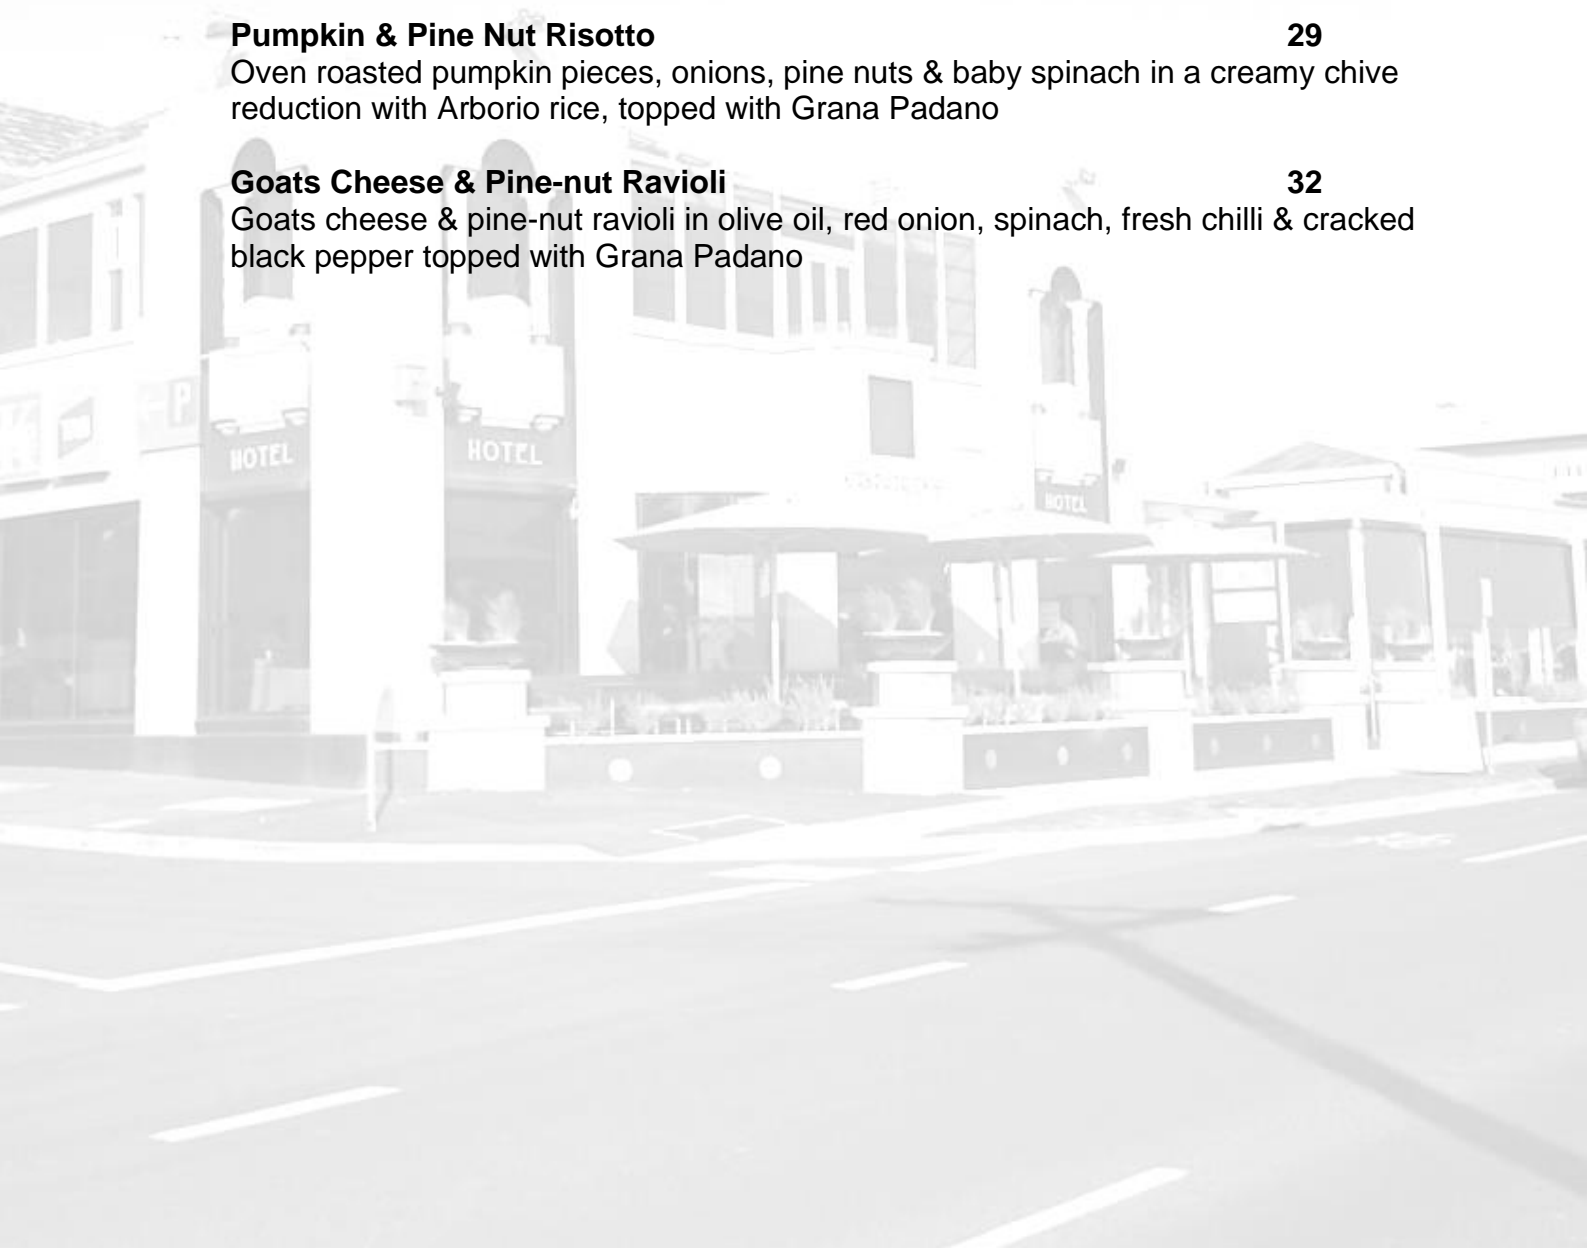 Pumpkin & Pine Nut Risotto 29
Oven roasted pumpkin pieces, onions, pine nuts & baby spinach in a creamy chive
reduction with Arborio rice, topped with Grana Padano
Goats Cheese & Pine-nut Ravioli 32
Goats cheese & pine-nut ravioli in olive oil, red onion, spinach, fresh chilli & cracked
black pepper topped with Grana Padano
P
HOTEL
HOTEL
HOTEL